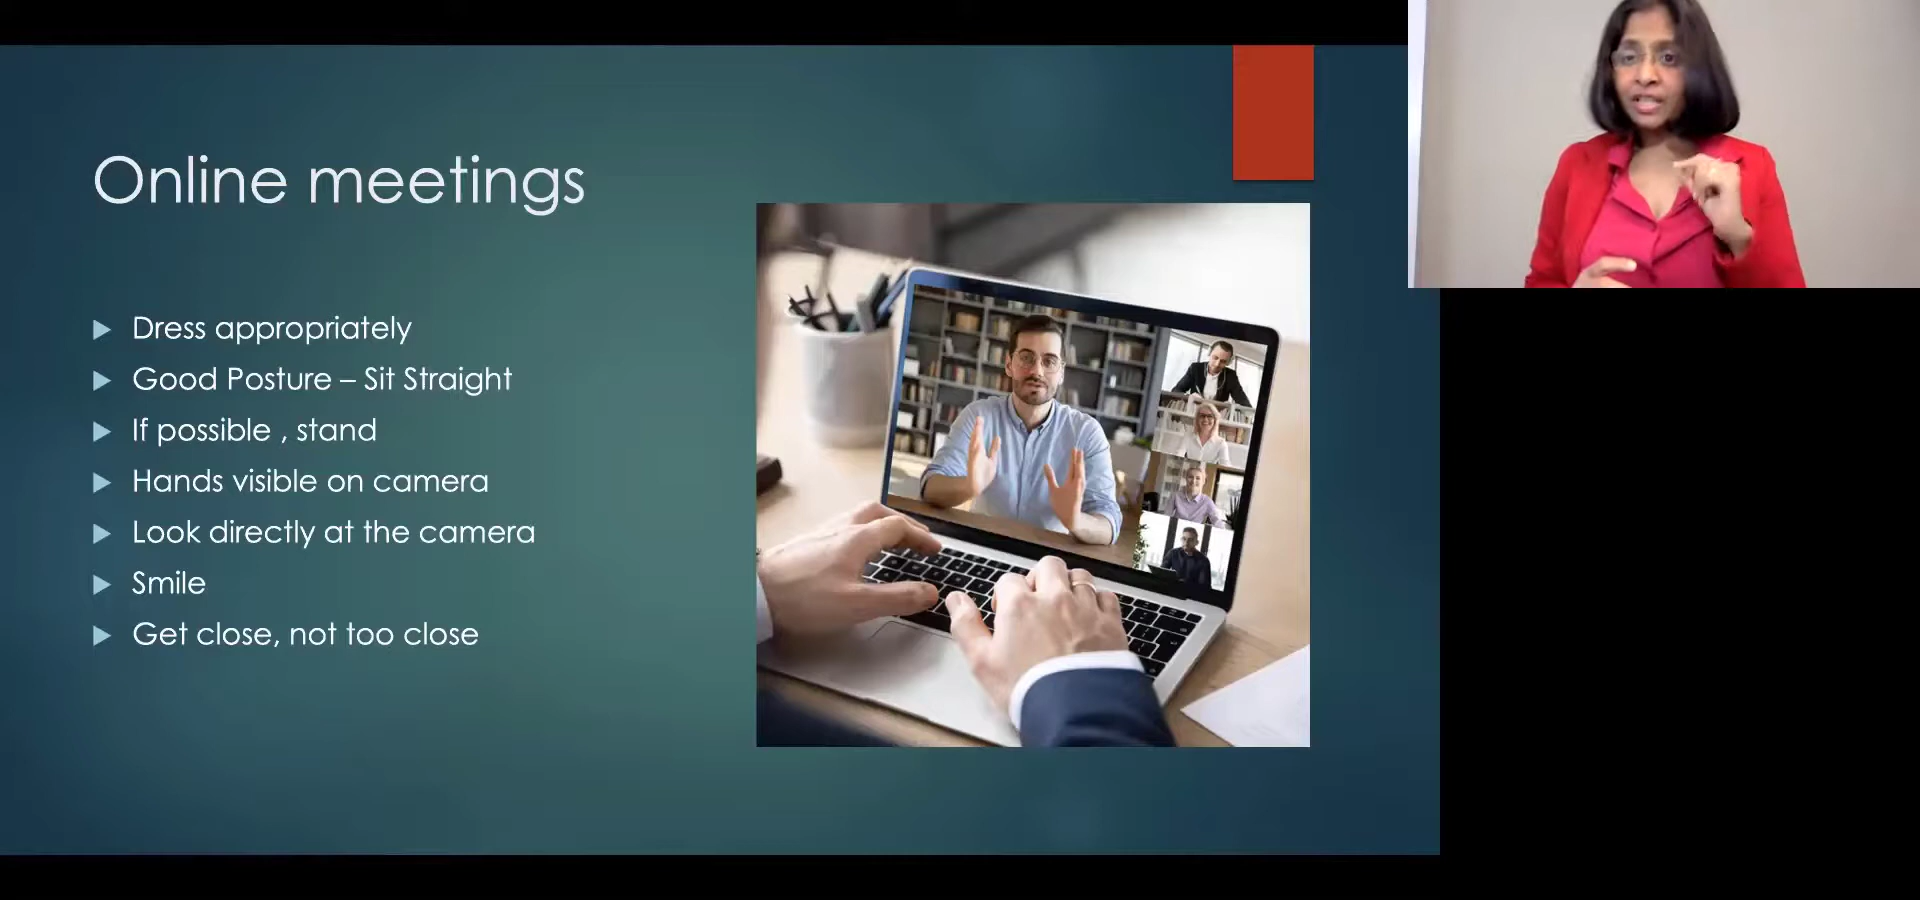 Online meetings
Dress appropriately
Good Posture – Sit Straight
If possible , stand
Hands visible on camera
Look directly at the camera
Smile
Get close, not too close